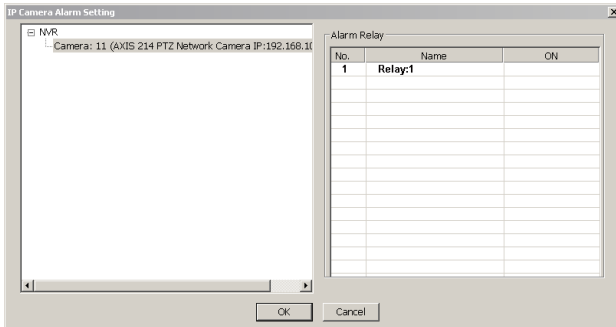 IP Camera Alarm Setting
NVR
Camera: 11 (AXIS 214 PTZ Network Camera IP:192.168.10
Alarm Relay
No. Name ON
1 Relay:1
OK Cancel